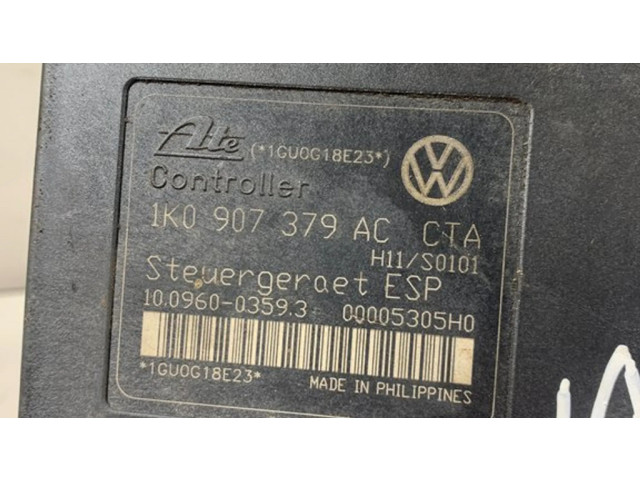 Ate (*1GU0G18E23*)
Controller
1K0 907 379 AC CTA
H11/S0101
Steuergeraet ESP
10.0960-0359.3 00005305H0
*1GU0G18E23* MADE IN PHILIPPINES